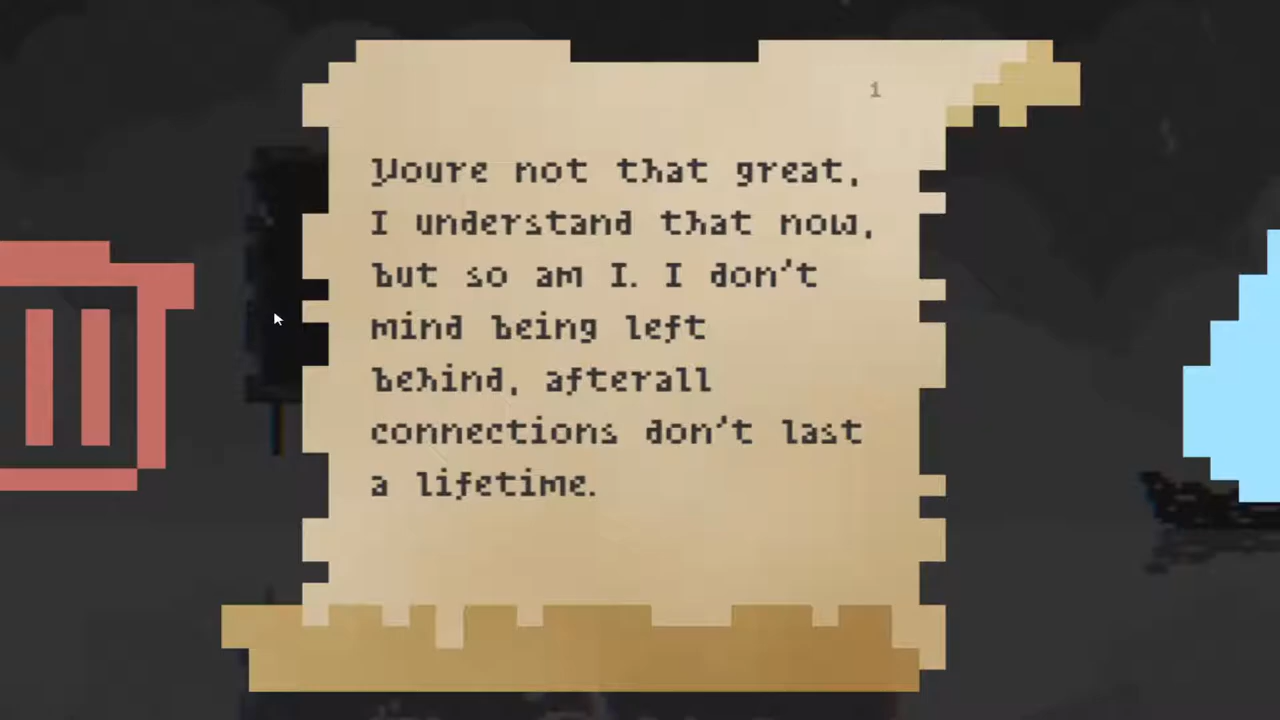 1
Youre not that great,
I understand that now,
but so am I. I don't
mind being left
behind, afterall
connections don't last
a lifetime.